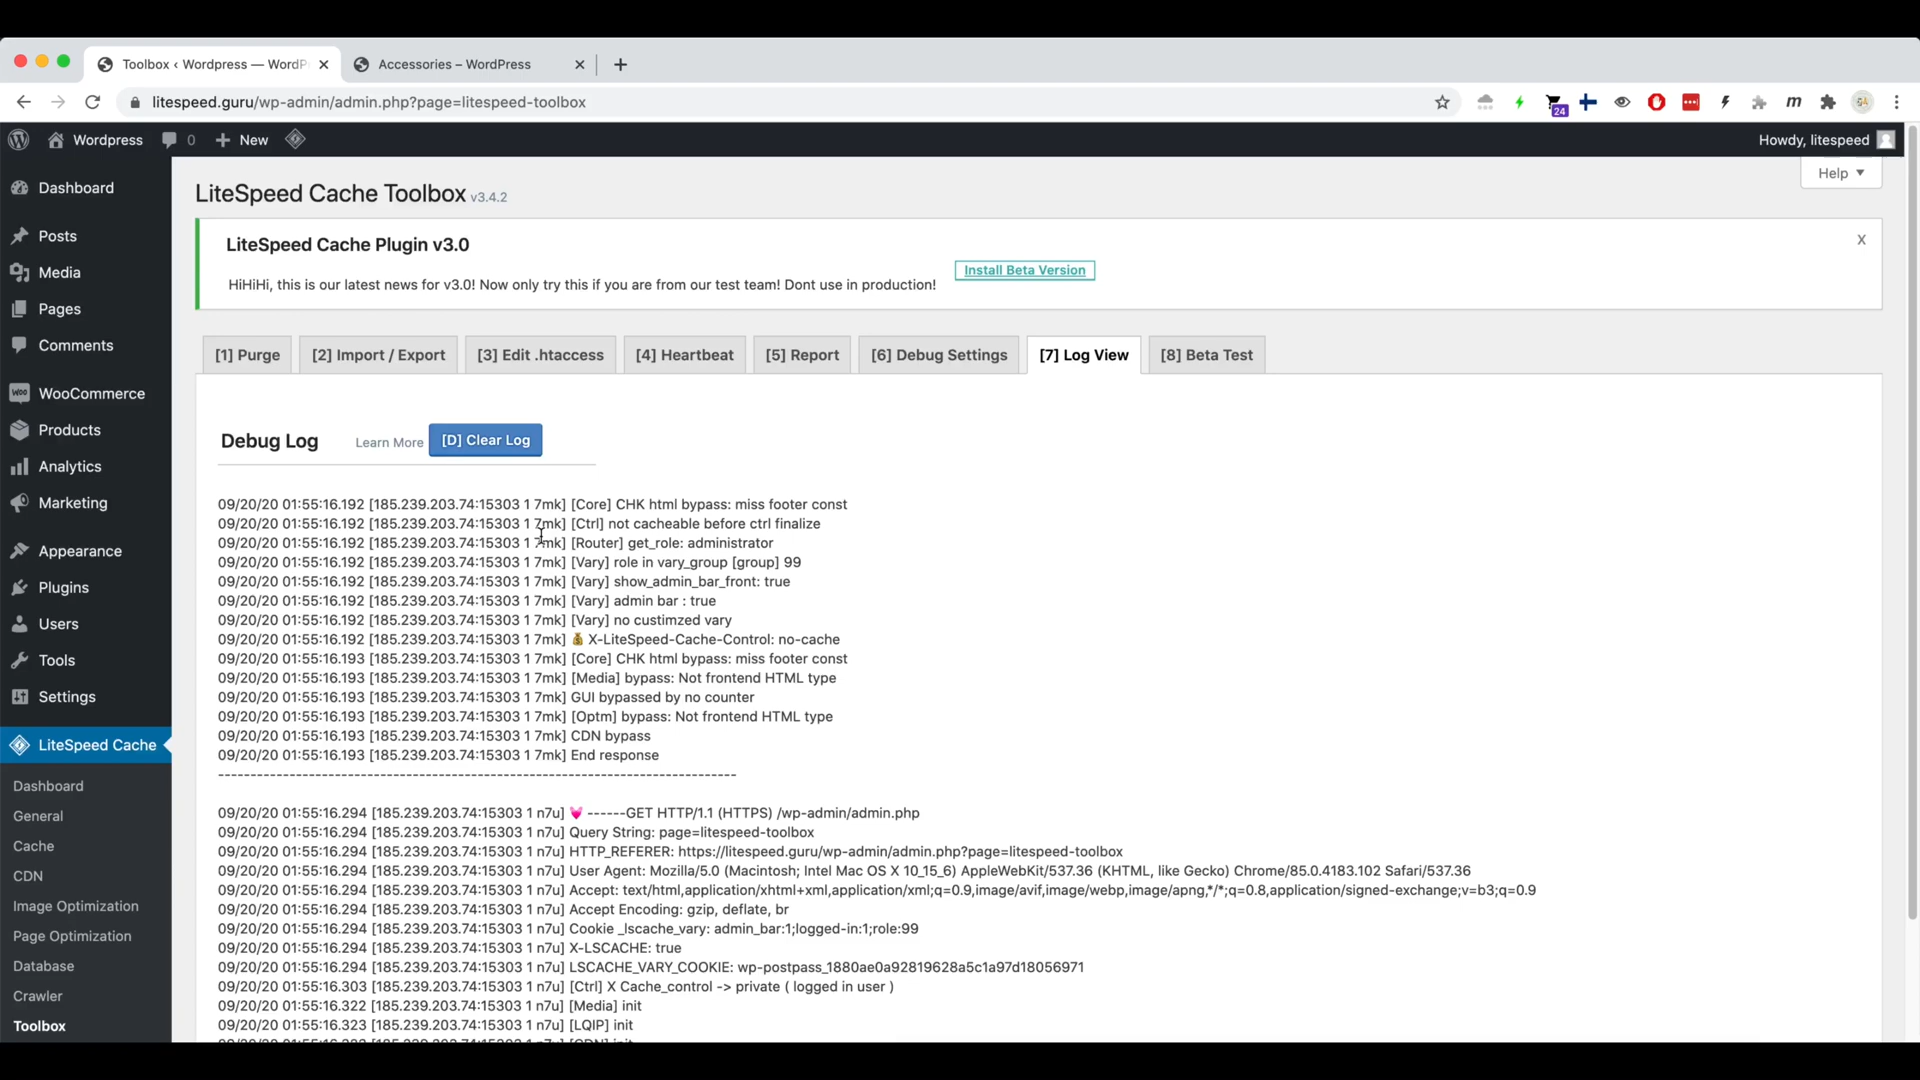 Toolbox ‹ Wordpress — WordP
Accessories – WordPress
litespeed.guru/wp-admin/admin.php?page=litespeed-toolbox
24
m
Wordpress
0
New
Howdy, litespeed
Help
Dashboard
Posts
Media
Pages
Comments
WooCommerce
Products
Analytics
Marketing
Appearance
Plugins
Users
Tools
Settings
LiteSpeed Cache
Dashboard
General
Cache
CDN
Image Optimization
Page Optimization
Database
Crawler
Toolbox
LiteSpeed Cache Toolbox v3.4.2
LiteSpeed Cache Plugin v3.0
X
HiHiHi, this is our latest news for v3.0! Now only try this if you are from our test team! Dont use in production!
Install Beta Version
[1] Purge
[2] Import / Export
[3] Edit .htaccess
[4] Heartbeat
[5] Report
[6] Debug Settings
[7] Log View
[8] Beta Test
Debug Log
Learn More
[D] Clear Log
09/20/20 01:55:16.192 [185.239.203.74:15303 1 7mk] [Core] CHK html bypass: miss footer const
09/20/20 01:55:16.192 [185.239.203.74:15303 1 7mk] [Ctrl] not cacheable before ctrl finalize
09/20/20 01:55:16.192 [185.239.203.74:15303 1 7mk] [Router] get_role: administrator
09/20/20 01:55:16.192 [185.239.203.74:15303 1 7mk] [Vary] role in vary_group [group] 99
09/20/20 01:55:16.192 [185.239.203.74:15303 1 7mk] [Vary] show_admin_bar_front: true
09/20/20 01:55:16.192 [185.239.203.74:15303 1 7mk] [Vary] admin bar : true
09/20/20 01:55:16.192 [185.239.203.74:15303 1 7mk] [Vary] no custimzed vary
09/20/20 01:55:16.192 [185.239.203.74:15303 1 7mk] 💰 X-LiteSpeed-Cache-Control: no-cache
09/20/20 01:55:16.193 [185.239.203.74:15303 1 7mk] [Core] CHK html bypass: miss footer const
09/20/20 01:55:16.193 [185.239.203.74:15303 1 7mk] [Media] bypass: Not frontend HTML type
09/20/20 01:55:16.193 [185.239.203.74:15303 1 7mk] GUI bypassed by no counter
09/20/20 01:55:16.193 [185.239.203.74:15303 1 7mk] [Optm] bypass: Not frontend HTML type
09/20/20 01:55:16.193 [185.239.203.74:15303 1 7mk] CDN bypass
09/20/20 01:55:16.193 [185.239.203.74:15303 1 7mk] End response
--------------------------------------------------------------------------------
09/20/20 01:55:16.294 [185.239.203.74:15303 1 n7u] 💓 ------GET HTTP/1.1 (HTTPS) /wp-admin/admin.php
09/20/20 01:55:16.294 [185.239.203.74:15303 1 n7u] Query String: page=litespeed-toolbox
09/20/20 01:55:16.294 [185.239.203.74:15303 1 n7u] HTTP_REFERER: https://litespeed.guru/wp-admin/admin.php?page=litespeed-toolbox
09/20/20 01:55:16.294 [185.239.203.74:15303 1 n7u] User Agent: Mozilla/5.0 (Macintosh; Intel Mac OS X 10_15_6) AppleWebKit/537.36 (KHTML, like Gecko) Chrome/85.0.4183.102 Safari/537.36
09/20/20 01:55:16.294 [185.239.203.74:15303 1 n7u] Accept: text/html,application/xhtml+xml,application/xml;q=0.9,image/avif,image/webp,image/apng,*/*;q=0.8,application/signed-exchange;v=b3;q=0.9
09/20/20 01:55:16.294 [185.239.203.74:15303 1 n7u] Accept Encoding: gzip, deflate, br
09/20/20 01:55:16.294 [185.239.203.74:15303 1 n7u] Cookie _lscache_vary: admin_bar:1;logged-in:1;role:99
09/20/20 01:55:16.294 [185.239.203.74:15303 1 n7u] X-LSCACHE: true
09/20/20 01:55:16.294 [185.239.203.74:15303 1 n7u] LSCACHE_VARY_COOKIE: wp-postpass_1880ae0a92819628a5c1a97d18056971
09/20/20 01:55:16.303 [185.239.203.74:15303 1 n7u] [Ctrl] X Cache_control -> private ( logged in user )
09/20/20 01:55:16.322 [185.239.203.74:15303 1 n7u] [Media] init
09/20/20 01:55:16.323 [185.239.203.74:15303 1 n7u] [LQIP] init